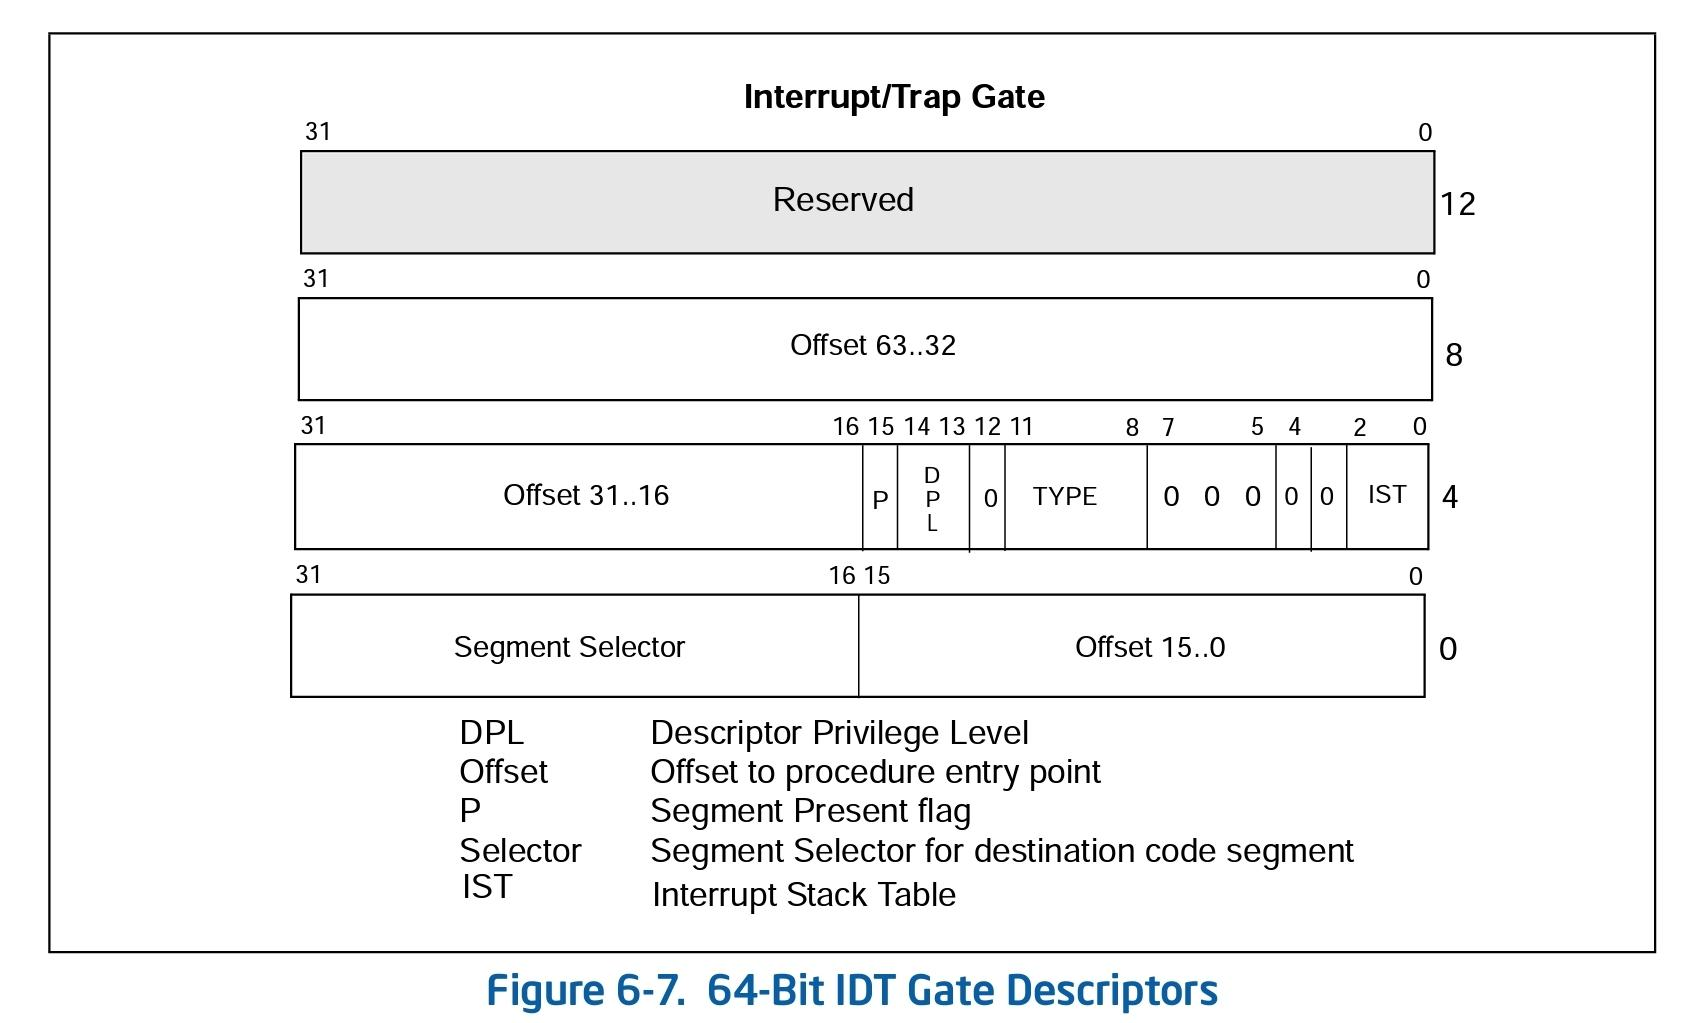 Interrupt/Trap Gate
31 0
Reserved 12
31 0
Offset 63..32 8
31 16 15 14 13 12 11 8 7 5 4 2 0
Offset 31..16 P DPL 0 TYPE 0 0 0 0 0 IST 4
31 16 15 0
Segment Selector Offset 15..0 0
DPL Descriptor Privilege Level
Offset Offset to procedure entry point
P Segment Present flag
Selector Segment Selector for destination code segment
IST Interrupt Stack Table
Figure 6-7. 64-Bit IDT Gate Descriptors